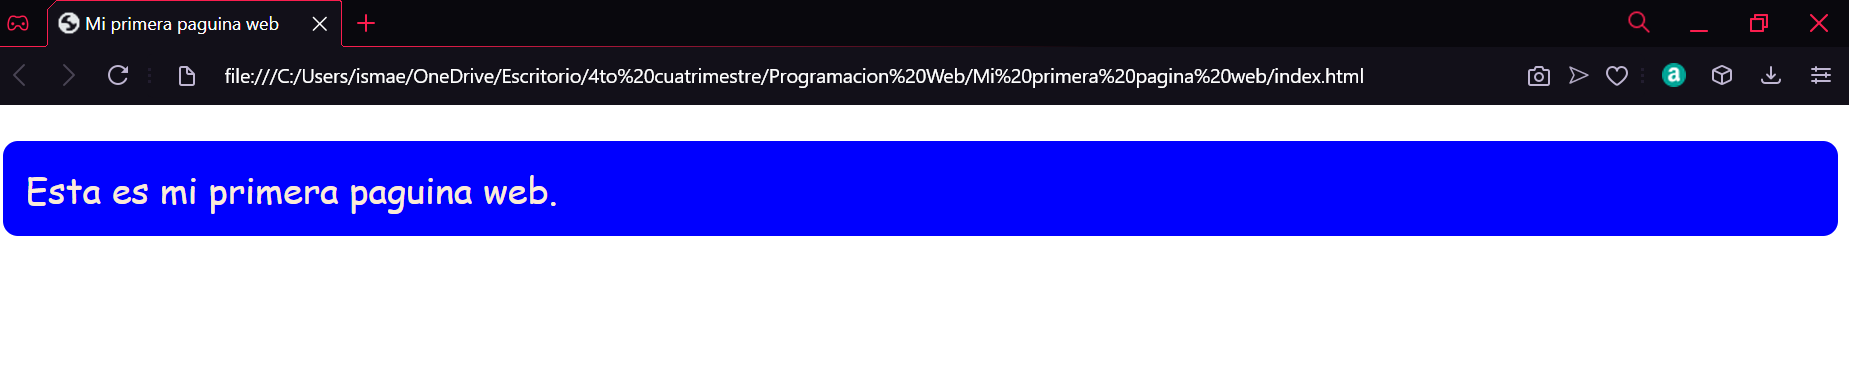 Mi primera paguina web
file:///C:/Users/ismae/OneDrive/Escritorio/4to%20cuatrimestre/Programacion%20Web/Mi%20primera%20pagina%20web/index.html
a
Esta es mi primera paguina web.